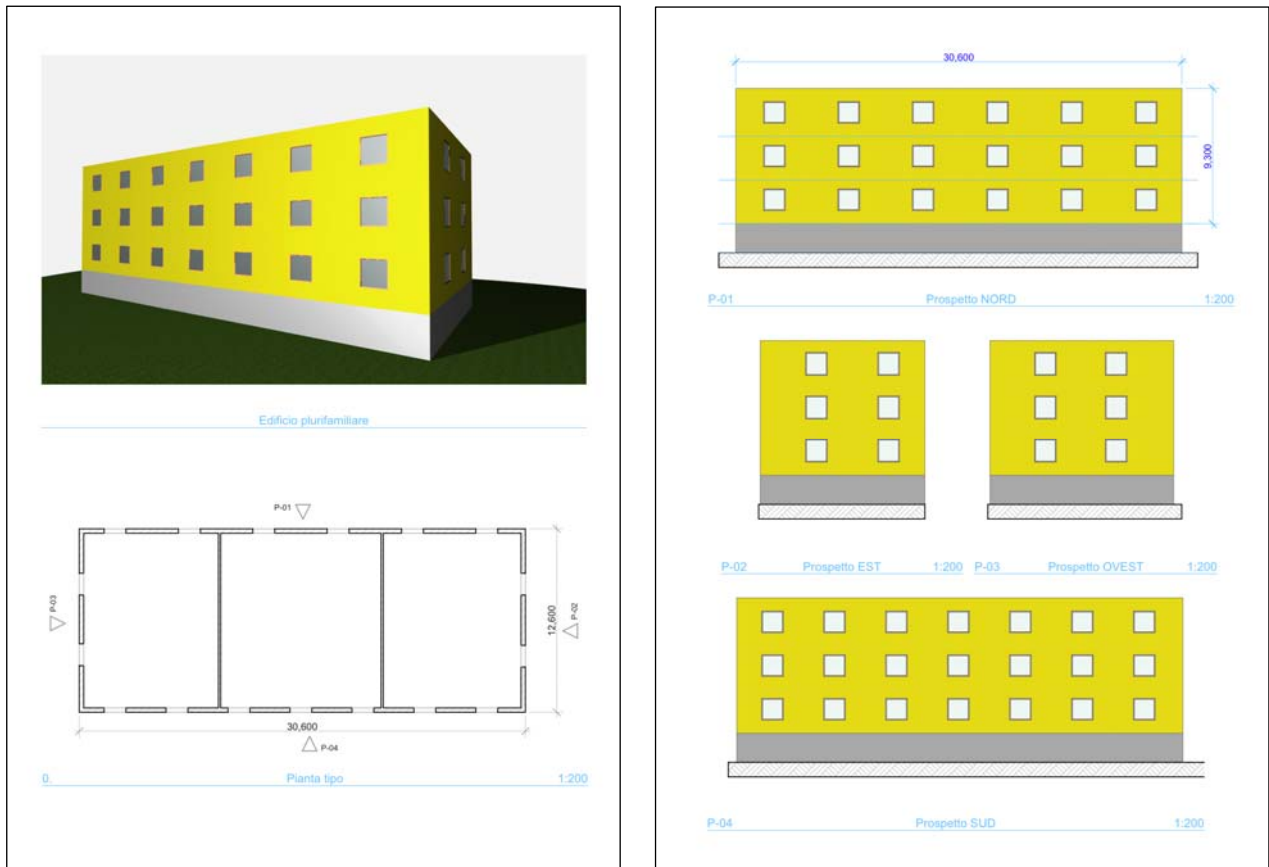 Edificio plurifamiliare
P-01
P-03
12,600
P-02
30,600
P-04
0. Pianta tipo 1:200
30,600
9,300
P-01 Prospetto NORD 1:200
P-02 Prospetto EST 1:200
P-03 Prospetto OVEST 1:200
P-04 Prospetto SUD 1:200